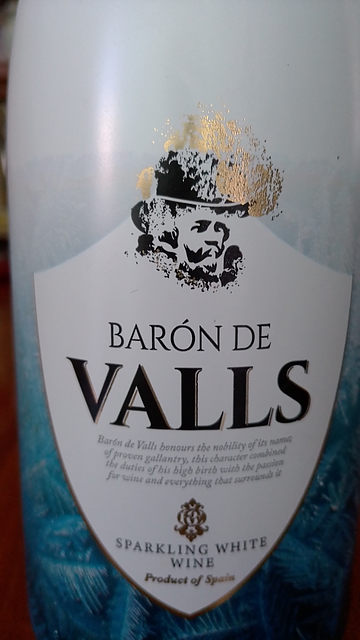 BARÓN DE
VALLS
Barón de Valls honours the nobility of its name;
of proven gallantry, this character combined
the duties of his high birth with the passion
for wine and everything that surrounds it
SPARKLING WHITE
WINE
Product of Spain